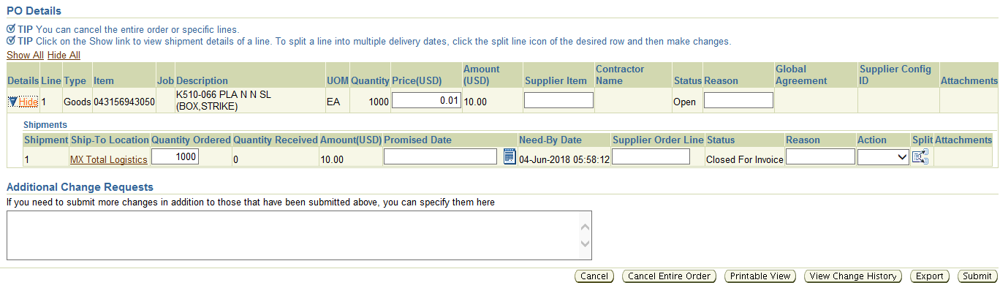 PO Details
TIP You can cancel the entire order or specific lines.
TIP Click on the Show link to view shipment details of a line. To split a line into multiple delivery dates, click the split line icon of the desired row and then make changes.
Show All Hide All
Details Line Type Item Job Description UOM Quantity Price(USD) Amount (USD) Supplier Item Contractor Name Status Reason Global Agreement Supplier Config ID Attachments
Hide 1 Goods 043156943050 K510-066 PLA N N SL (BOX,STRIKE) EA 1000 0.01 10.00 Open
Shipments
Shipment Ship-To Location Quantity Ordered Quantity Received Amount(USD) Promised Date Need-By Date Supplier Order Line Status Reason Action Split Attachments
1 MX Total Logistics 1000 0 10.00 04-Jun-2018 05:58:12 Closed For Invoice
Additional Change Requests
If you need to submit more changes in addition to those that have been submitted above, you can specify them here
Cancel Cancel Entire Order Printable View View Change History Export Submit